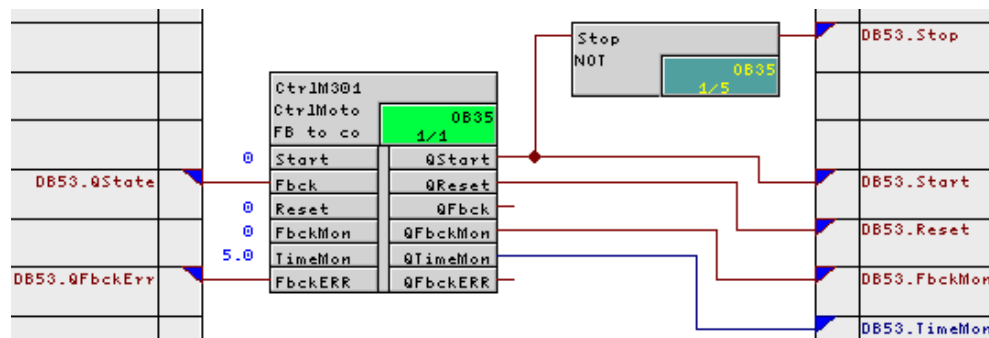 Stop
NOT
OB35
1/5
DB53.Stop
CtrlM301
CtrlMoto
FB to co
OB35
1/1
0
Start
QStart
DB53.QState
Fbck
QReset
DB53.Start
0
Reset
QFbck
0
FbckMon
QFbckMon
DB53.Reset
5.0
TimeMon
QTimeMon
DB53.QFbckErr
FbckERR
QFbckERR
DB53.FbckMon
DB53.TimeMon